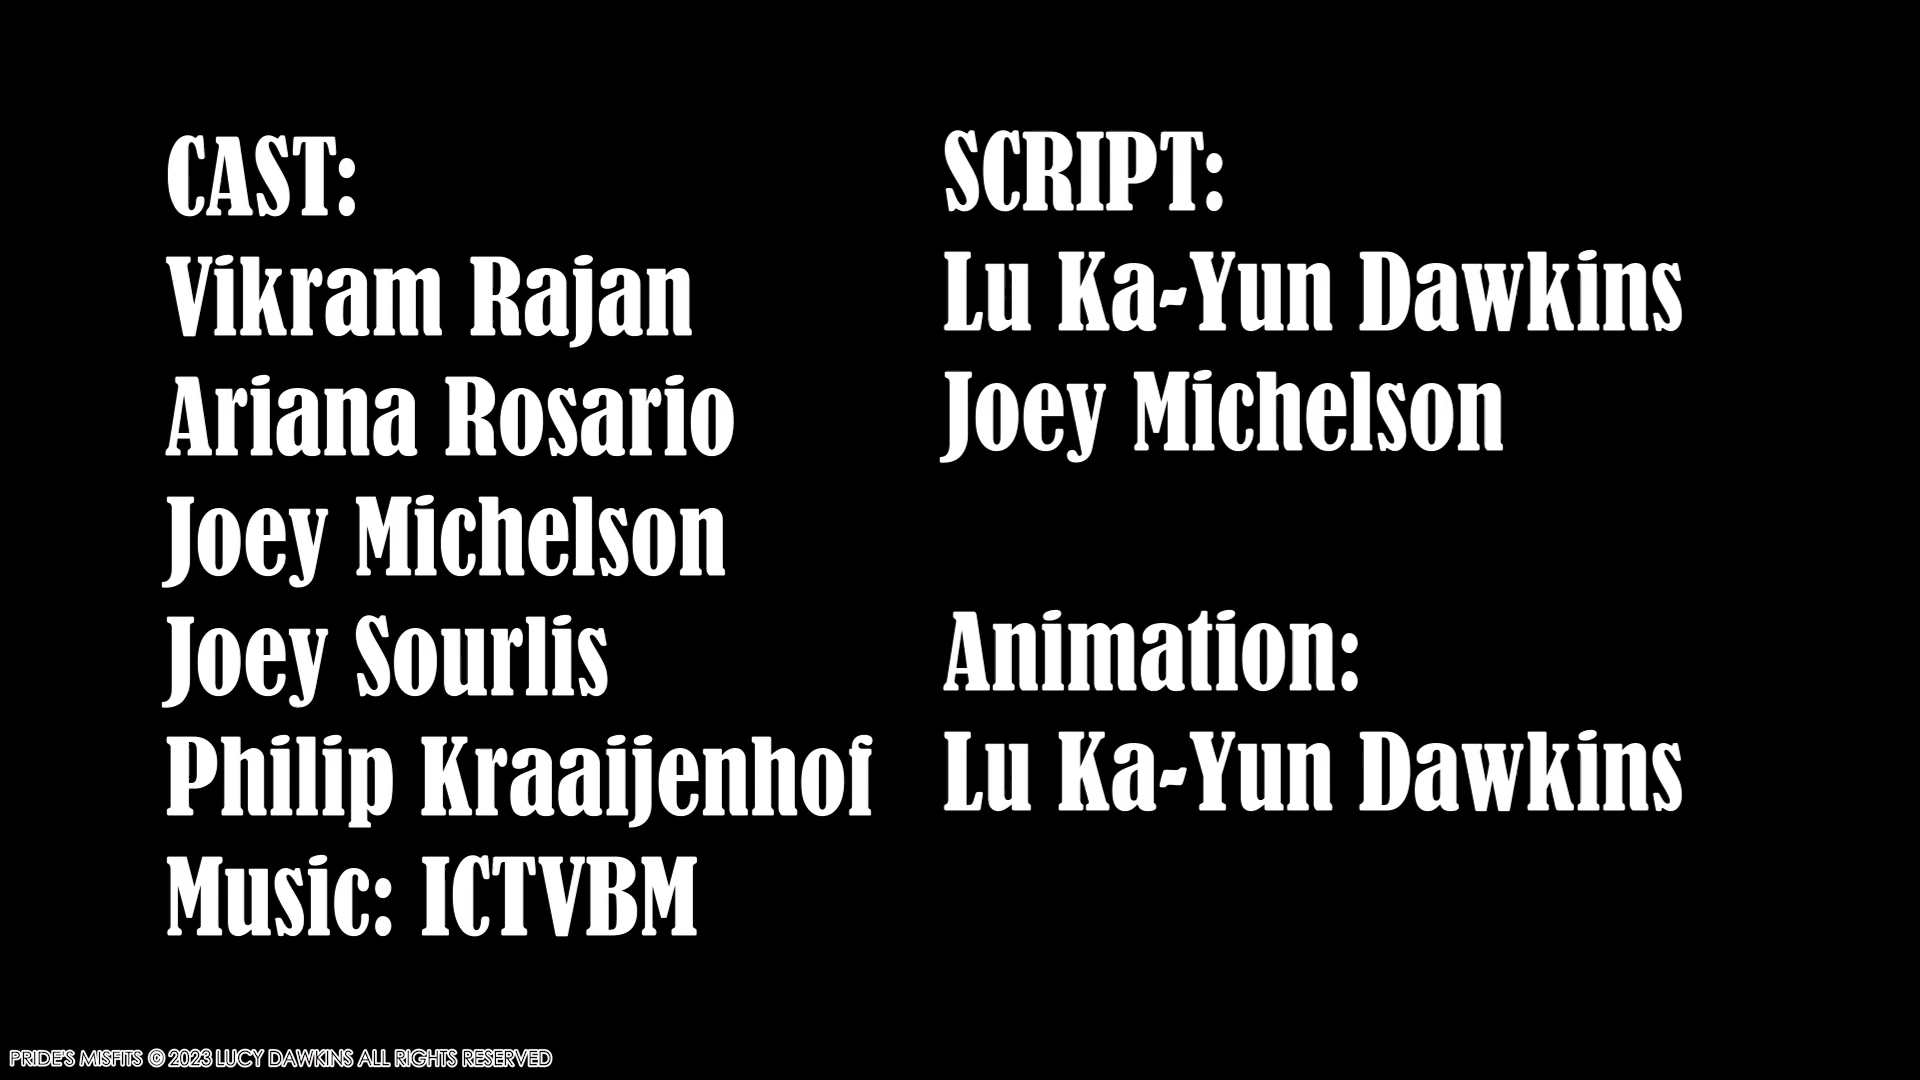 CAST:
Vikram Rajan
Ariana Rosario
Joey Michelson
Joey Sourlis
Philip Kraaijenhof
Music: ICTVBM
SCRIPT:
Lu Ka-Yun Dawkins
Joey Michelson
Animation:
Lu Ka-Yun Dawkins
PRIDE'S MISFITS © 2023 LUCY DAWKINS ALL RIGHTS RESERVED